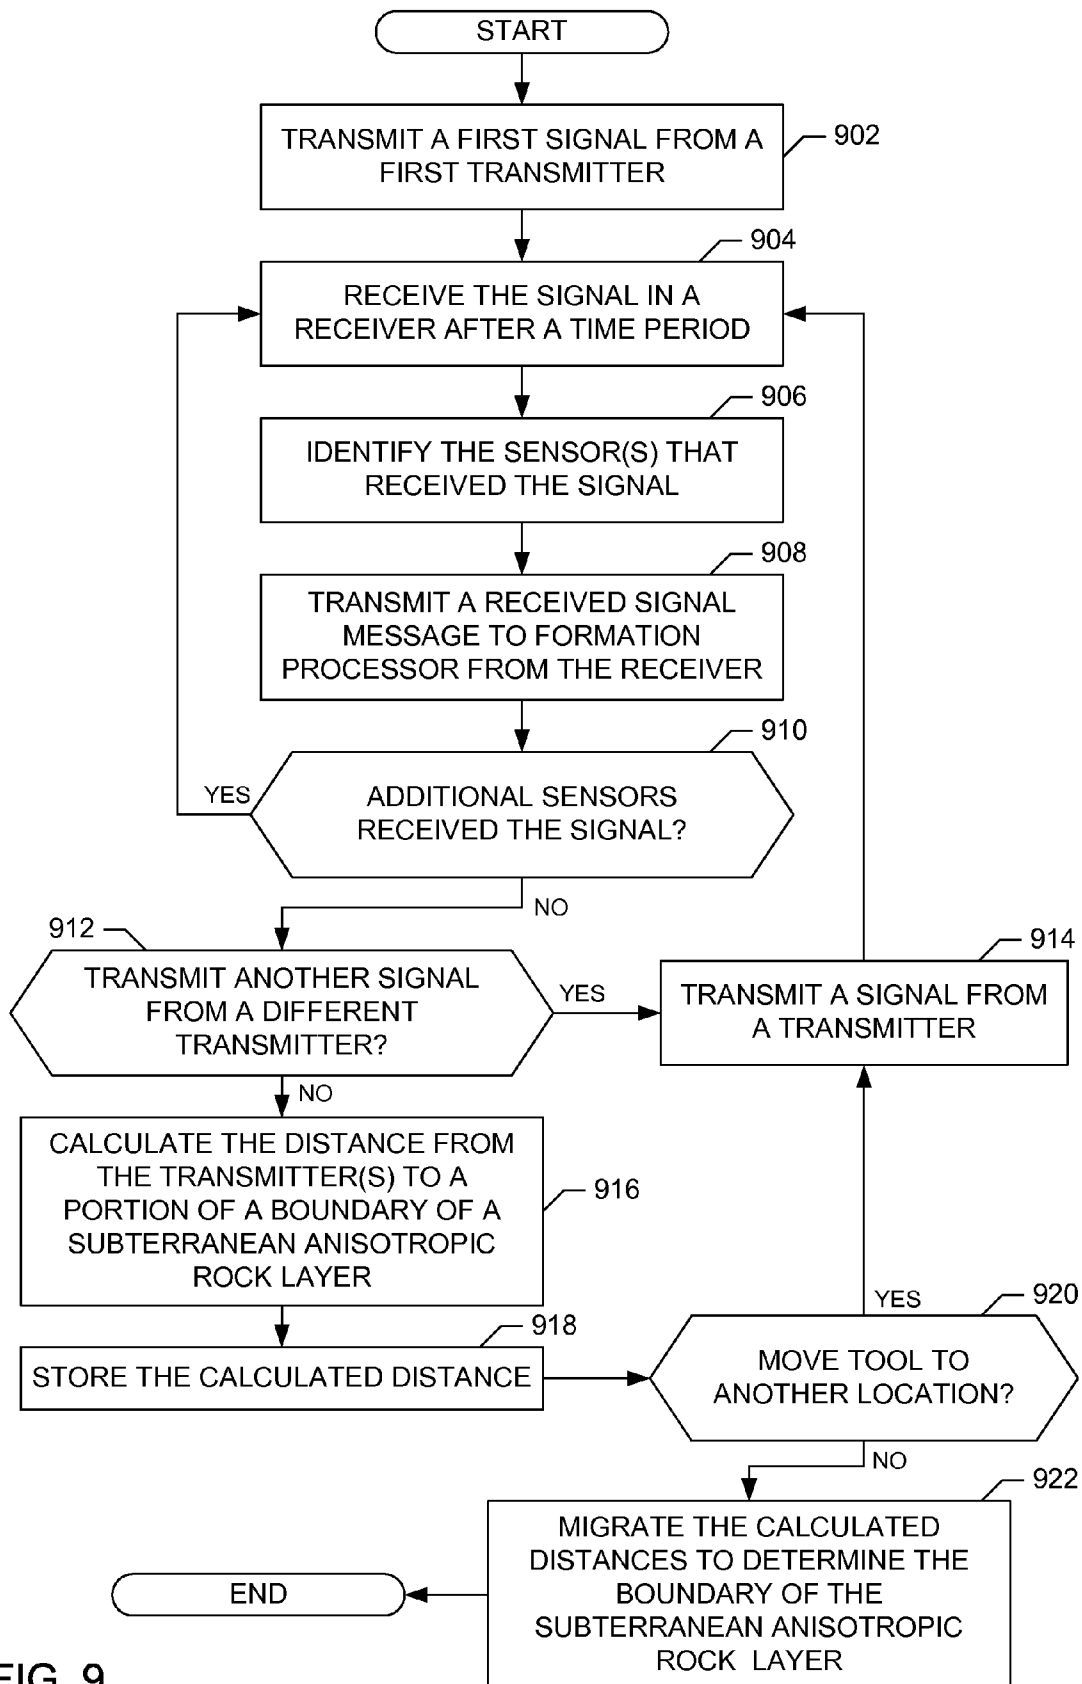 START
TRANSMIT A FIRST SIGNAL FROM A
FIRST TRANSMITTER
902
904
RECEIVE THE SIGNAL IN A
RECEIVER AFTER A TIME PERIOD
906
IDENTIFY THE SENSOR(S) THAT
RECEIVED THE SIGNAL
908
TRANSMIT A RECEIVED SIGNAL
MESSAGE TO FORMATION
PROCESSOR FROM THE RECEIVER
910
YES
ADDITIONAL SENSORS
RECEIVED THE SIGNAL?
NO
912
TRANSMIT ANOTHER SIGNAL
FROM A DIFFERENT
TRANSMITTER?
YES
914
TRANSMIT A SIGNAL FROM
A TRANSMITTER
NO
CALCULATE THE DISTANCE FROM
THE TRANSMITTER(S) TO A
PORTION OF A BOUNDARY OF A
SUBTERRANEAN ANISOTROPIC
ROCK LAYER
916
918
STORE THE CALCULATED DISTANCE
YES
920
MOVE TOOL TO
ANOTHER LOCATION?
NO
922
MIGRATE THE CALCULATED
DISTANCES TO DETERMINE THE
BOUNDARY OF THE
SUBTERRANEAN ANISOTROPIC
ROCK LAYER
END
FIG. 9